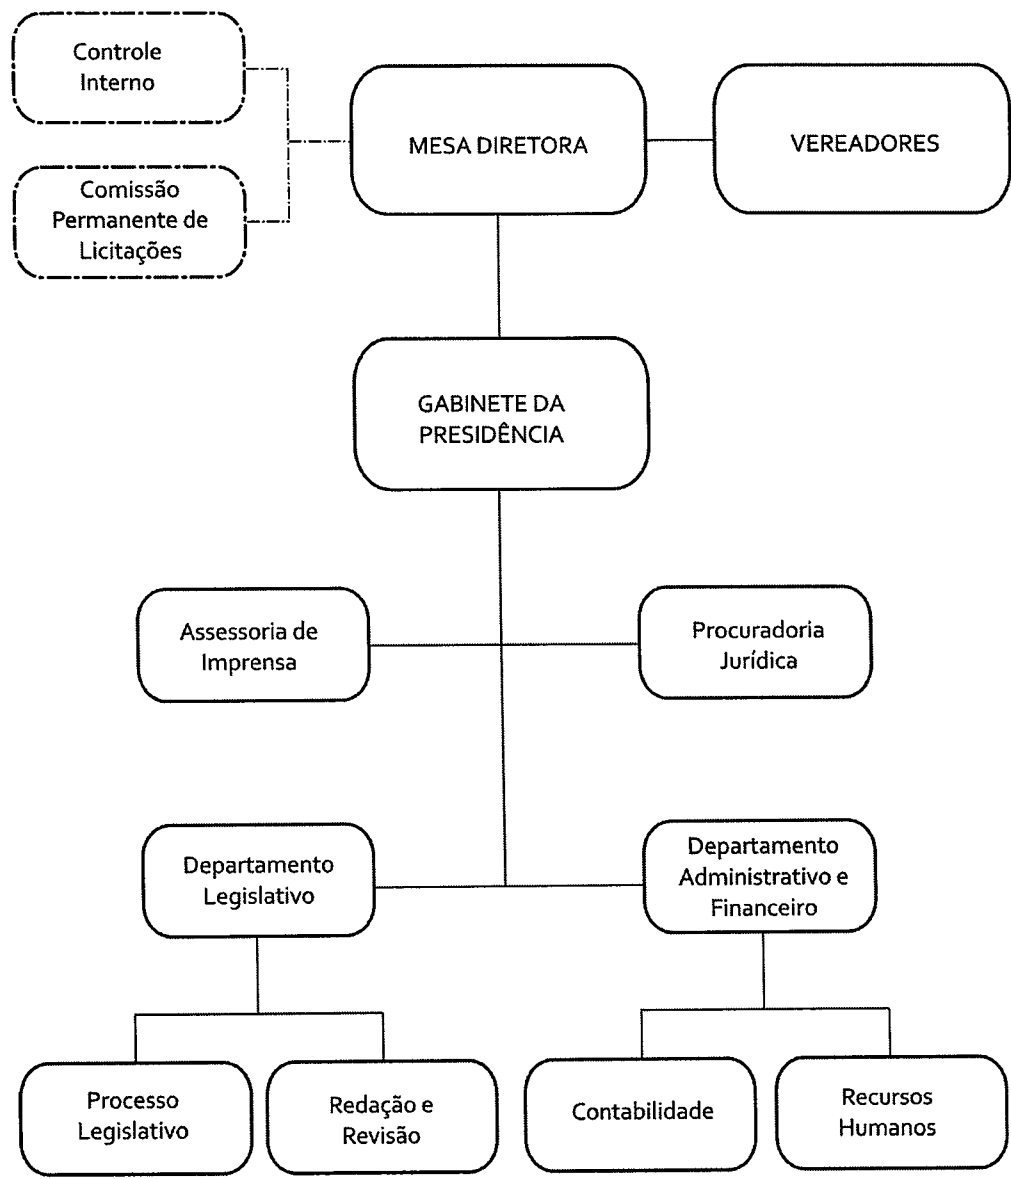 Controle
Interno
MESA DIRETORA
VEREADORES
Comissão
Permanente de
Licitações
GABINETE DA
PRESIDÊNCIA
Assessoria de
Imprensa
Procuradoria
Jurídica
Departamento
Legislativo
Departamento
Administrativo e
Financeiro
Processo
Legislativo
Redação e
Revisão
Contabilidade
Recursos
Humanos